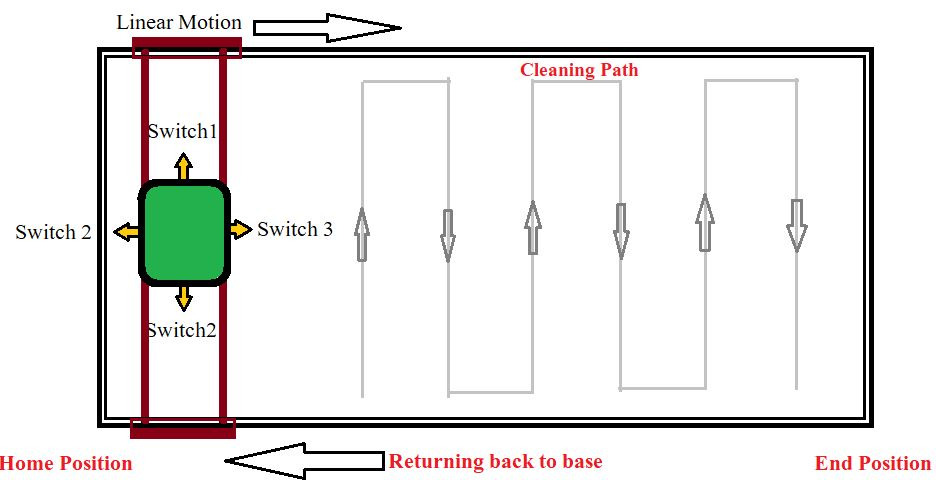 Linear Motion
Cleaning Path
Switch1
Switch 2
Switch 3
Switch2
Home Position
Returning back to base
End Position